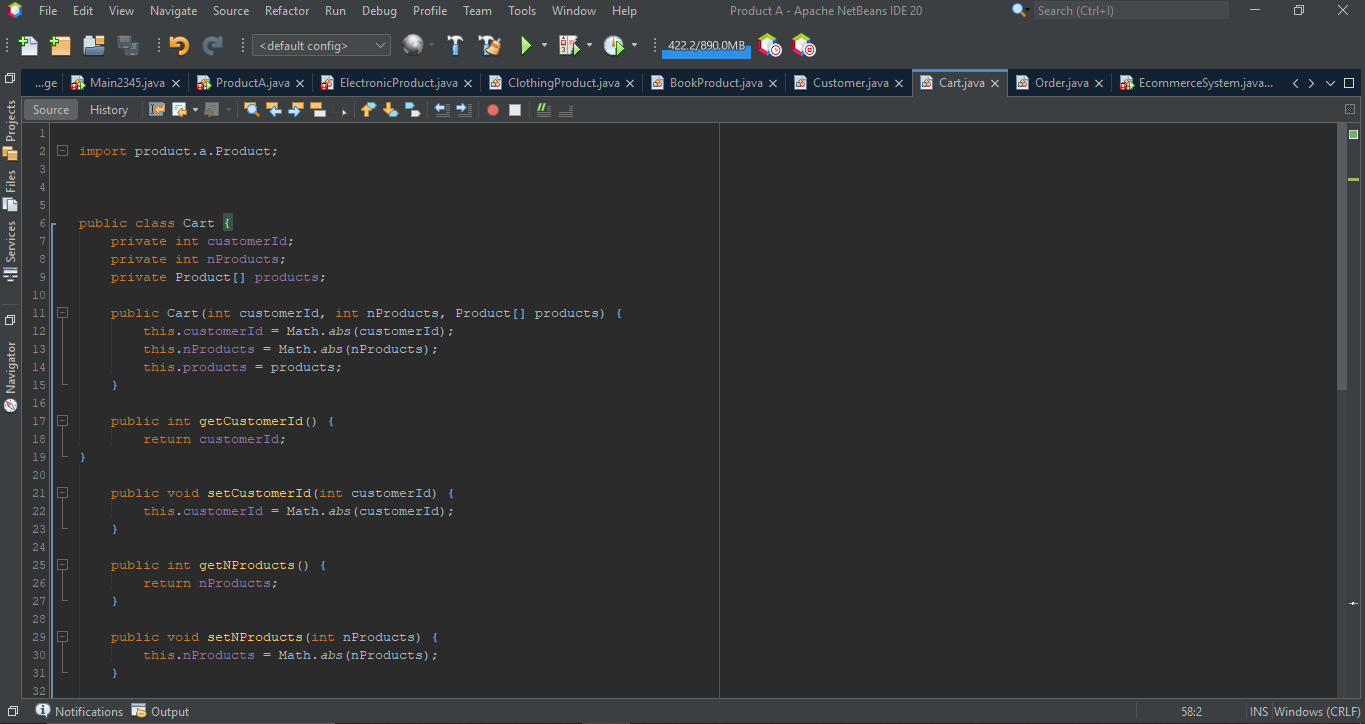 File Edit View Navigate Source Refactor Run Debug Profile Team Tools Window Help Product A - Apache NetBeans IDE 20 Search (Ctrl+I)
<default config> 422.2/890.0MB
...ge Main2345.java ProductA.java ElectronicProduct.java ClothingProduct.java BookProduct.java Customer.java Cart.java Order.java EcommerceSystem.java...
Source History
Projects
Files
Services
Navigator
1
2 import product.a.Product;
3
4
5
6 public class Cart {
7 private int customerId;
8 private int nProducts;
9 private Product[] products;
10
11 public Cart(int customerId, int nProducts, Product[] products) {
12 this.customerId = Math.abs(customerId);
13 this.nProducts = Math.abs(nProducts);
14 this.products = products;
15 }
16
17 public int getCustomerId() {
18 return customerId;
19 }
20
21 public void setCustomerId(int customerId) {
22 this.customerId = Math.abs(customerId);
23 }
24
25 public int getNProducts() {
26 return nProducts;
27 }
28
29 public void setNProducts(int nProducts) {
30 this.nProducts = Math.abs(nProducts);
31 }
32
Notifications Output 58:2 INS Windows (CRLF)